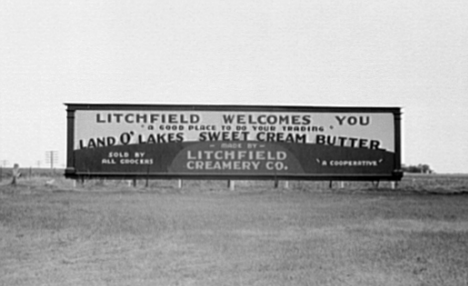 LITCHFIELD WELCOMES YOU
"A GOOD PLACE TO DO YOUR TRADING"
LAND O' LAKES SWEET CREAM BUTTER
– MADE BY –
SOLD BY
ALL GROCERS
LITCHFIELD
CREAMERY CO.
"A COOPERATIVE"